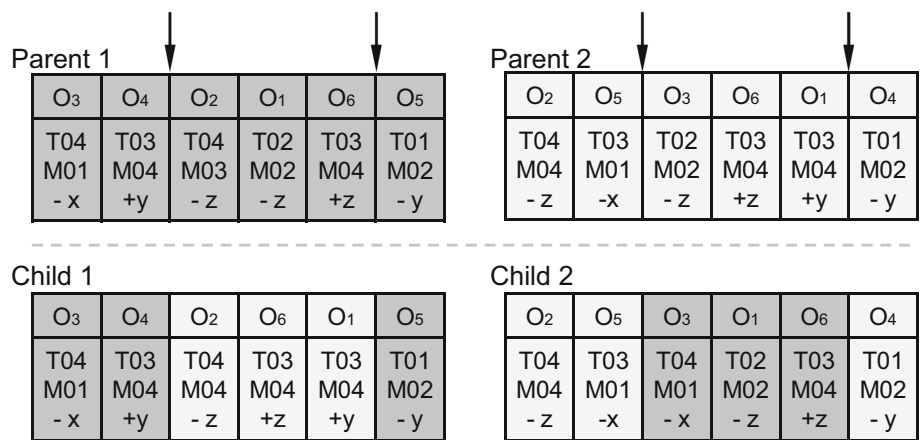 Parent 1
O3 O4 O2 O1 O6 O5
T04 T03 T04 T02 T03 T01
M01 M04 M03 M02 M04 M02
- x +y - z - z +z - y
Parent 2
O2 O5 O3 O6 O1 O4
T04 T03 T02 T03 T03 T01
M04 M01 M02 M04 M04 M02
- z -x - z +z +y - y
Child 1
O3 O4 O2 O6 O1 O5
T04 T03 T04 T03 T03 T01
M01 M04 M04 M04 M04 M02
- x +y - z +z +y - y
Child 2
O2 O5 O3 O1 O6 O4
T04 T03 T04 T02 T03 T01
M04 M01 M01 M02 M04 M02
- z -x - x - z +z - y